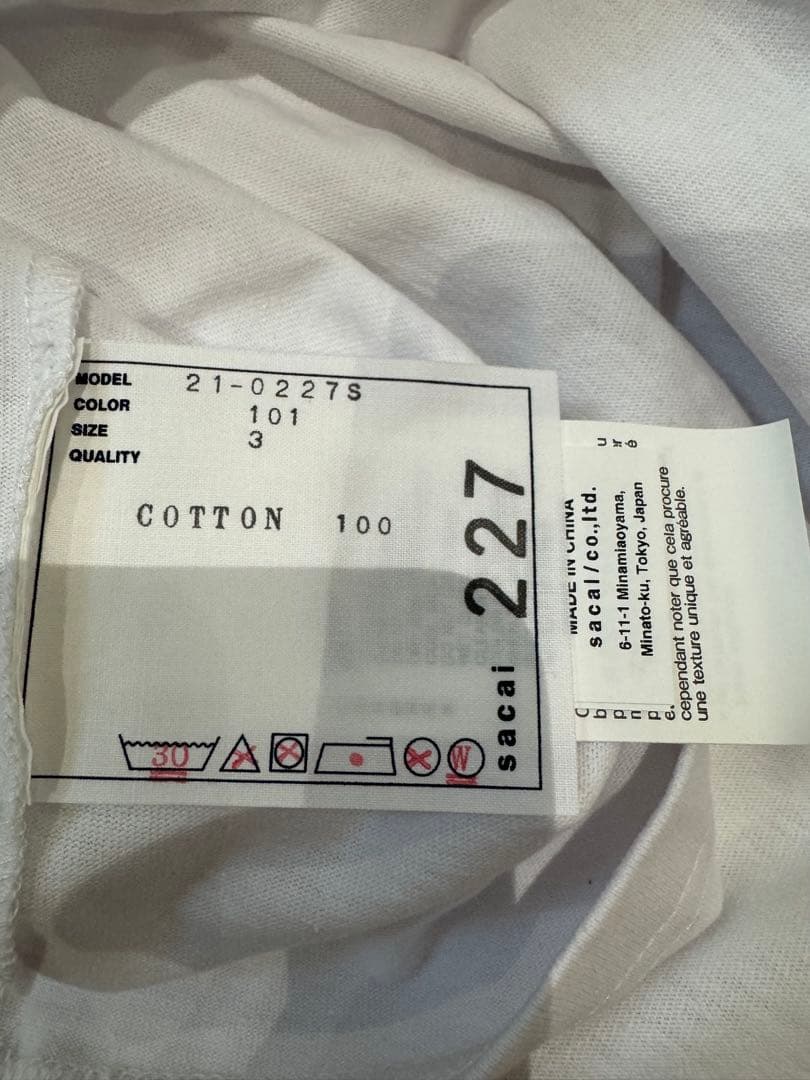 MODEL 21-0227S
COLOR 101
SIZE 3
QUALITY
COTTON 100
30
W
sacai 227
MADE IN CHINA
sacai/co.,ltd.
6-11-1 Minamiaoyama,
Minato-ku, Tokyo, Japan
cependant noter que cela procure
une texture unique et agréable.